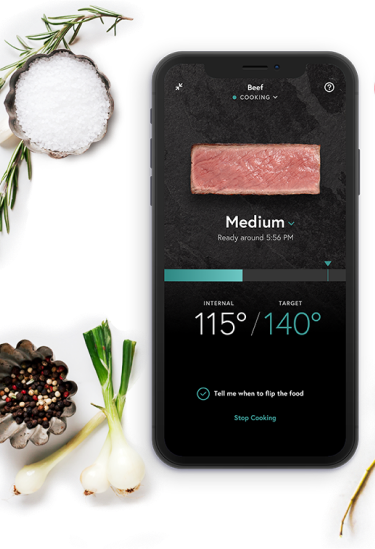 Beef
COOKING
Medium
Ready around 5:56 PM
INTERNAL TARGET
115° / 140°
Tell me when to flip the food
Stop Cooking